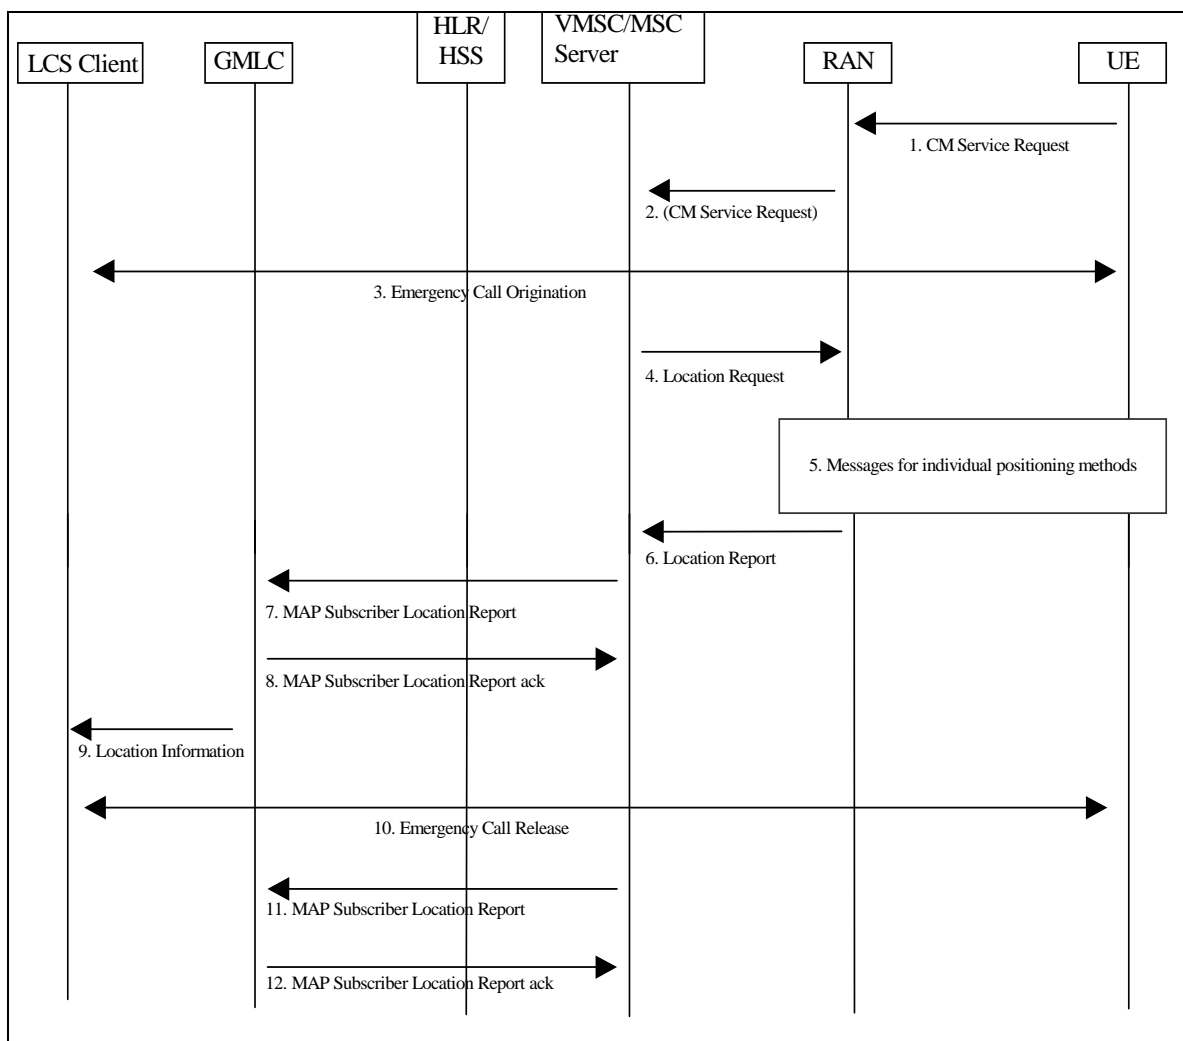 LCS Client
GMLC
HLR/
HSS
VMSC/MSC
Server
RAN
UE
1. CM Service Request
2. (CM Service Request)
3. Emergency Call Origination
4. Location Request
5. Messages for individual positioning methods
6. Location Report
7. MAP Subscriber Location Report
8. MAP Subscriber Location Report ack
9. Location Information
10. Emergency Call Release
11. MAP Subscriber Location Report
12. MAP Subscriber Location Report ack